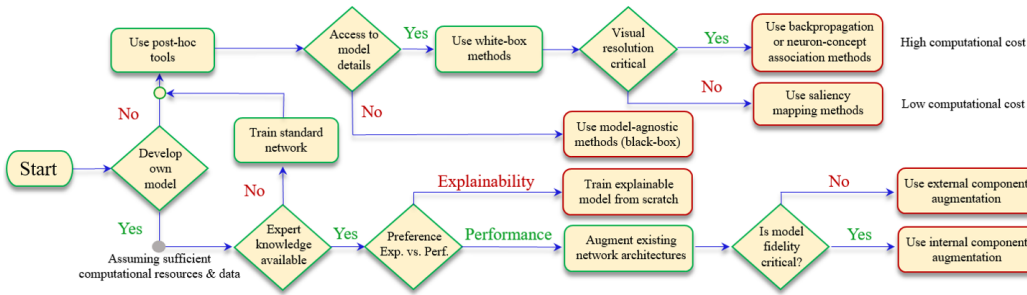 Use post-hoc
tools
Access to
model
details
Yes
Use white-box
methods
Visual
resolution
critical
Yes
Use backpropagation
or neuron-concept
association methods
High computational cost
No
Use saliency
mapping methods
Low computational cost
No
Use model-agnostic
methods (black-box)
No
Train standard
network
Start
Develop
own
model
No
Explainability
Train explainable
model from scratch
No
Use external component
augmentation
Yes
Assuming sufficient
computational resources & data
Expert
knowledge
available
Yes
Preference
Exp. vs. Perf.
Performance
Augment existing
network architectures
Is model
fidelity
critical?
Yes
Use internal component
augmentation